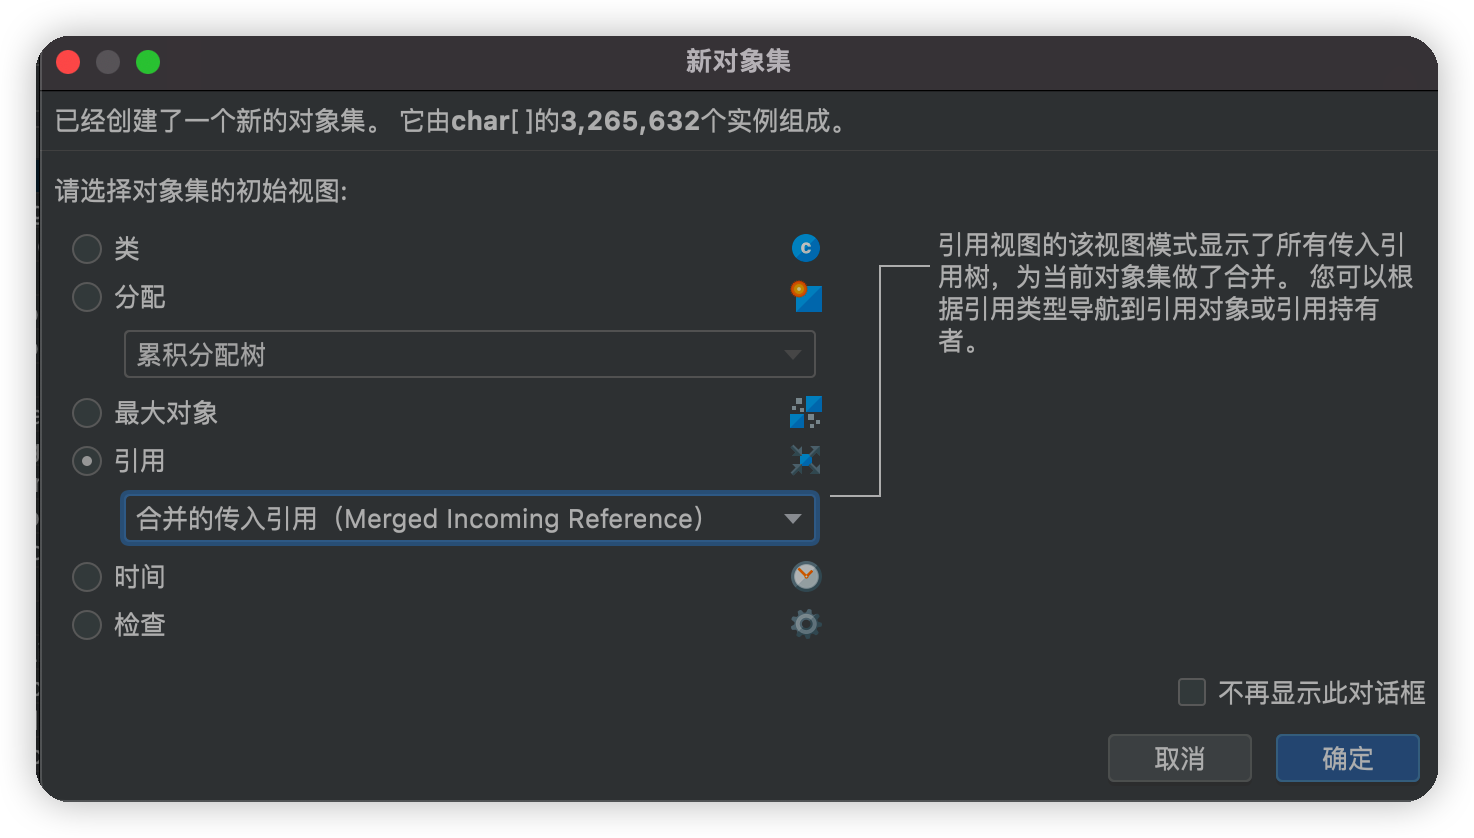 新对象集
已经创建了一个新的对象集。 它由char[ ]的3,265,632个实例组成。
请选择对象集的初始视图:
类
分配
累积分配树
最大对象
引用
合并的传入引用（Merged Incoming Reference）
时间
检查
引用视图的该视图模式显示了所有传入引
用树，为当前对象集做了合并。 您可以根
据引用类型导航到引用对象或引用持有
者。
不再显示此对话框
取消
确定